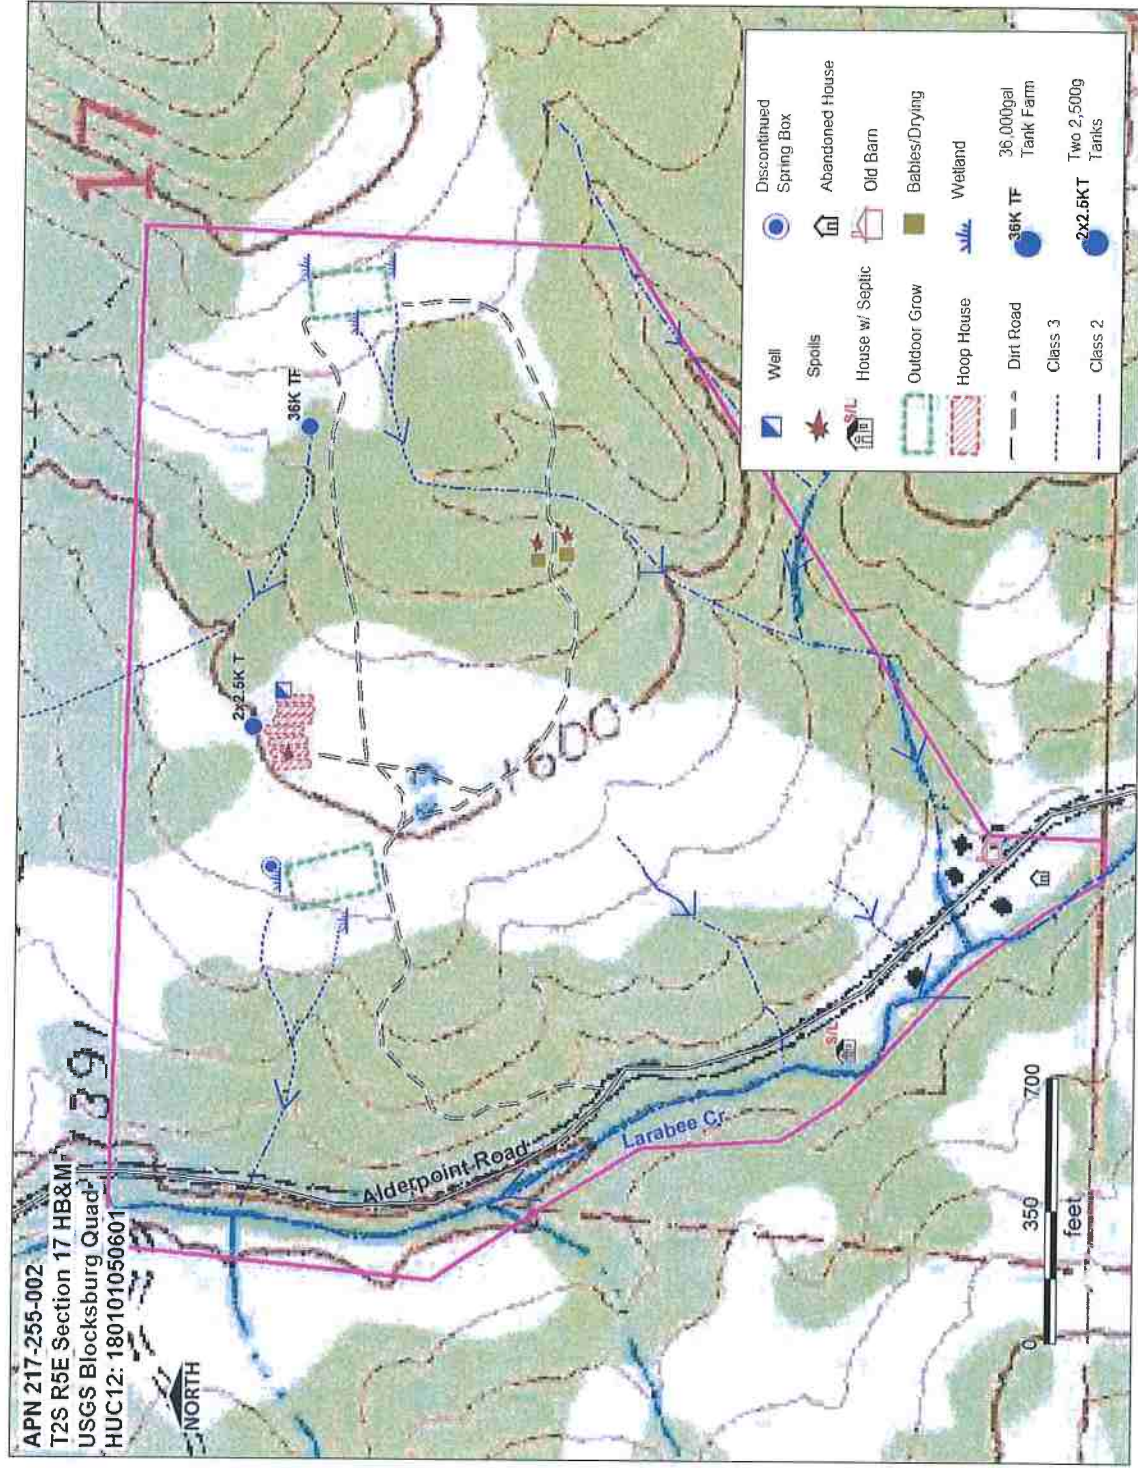 APN 217-255-002
T2S R5E Section 17 HB&M
USGS Blocksburg Quad
HUC12: 180101050601
NORTH
1391
17
36K TF
2x2.5K T
1600
Alderpoint Road
Larabee Cr.
S/L
0 350 700
feet
Well
Discontinued
Spring Box
Spoils
Abandoned House
S/L
House w/ Septic
Old Barn
Outdoor Grow
Bables/Drying
Hoop House
Wetland
Dirt Road
36K TF
36,000gal
Tank Farm
Class 3
Class 2
2x2.5KT
Two 2,500g
Tanks